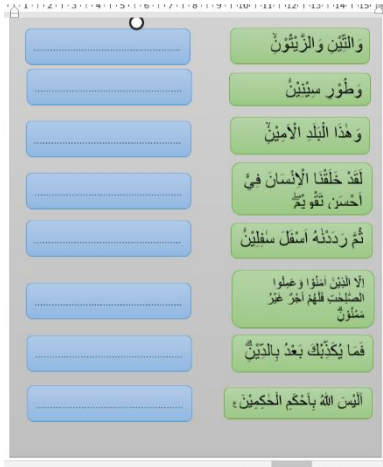 وَالتِّيْنِ وَالزَّيْتُوْنِۙ
وَطُوْرِ سِيْنِيْنَۙ
وَهٰذَا الْبَلَدِ الْاَمِيْنِۙ
لَقَدْ خَلَقْنَا الْاِنْسَانَ فِيْٓ
اَحْسَنِ تَقْوِيْمٍۖ
ثُمَّ رَدَدْنٰهُ اَسْفَلَ سٰفِلِيْنَۙ
اِلَّا الَّذِيْنَ اٰمَنُوْا وَعَمِلُوا
الصّٰلِحٰتِ فَلَهُمْ اَجْرٌ غَيْرُ
مَمْنُوْنٍۗ
فَمَا يُكَذِّبُكَ بَعْدُ بِالدِّيْنِۗ
اَلَيْسَ اللّٰهُ بِاَحْكَمِ الْحٰكِمِيْنَ ࣖ